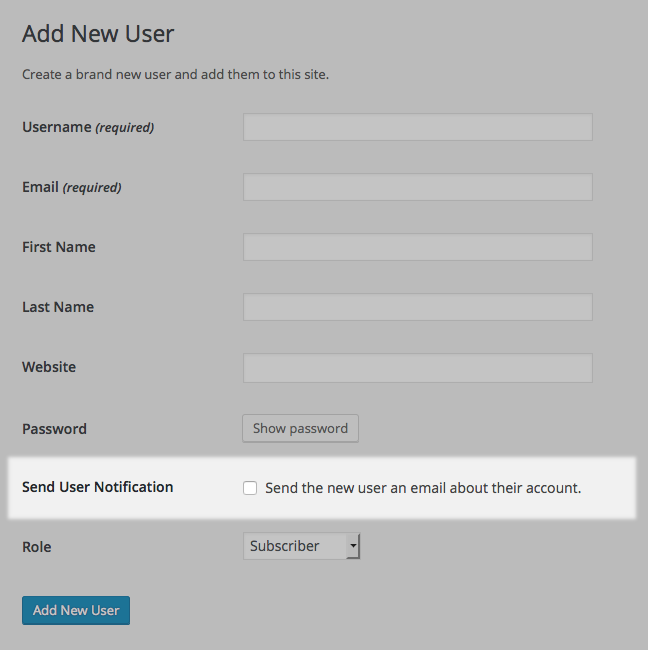 Add New User
Create a brand new user and add them to this site.
Username (required)
Email (required)
First Name
Last Name
Website
Password Show password
Send User Notification Send the new user an email about their account.
Role Subscriber
Add New User